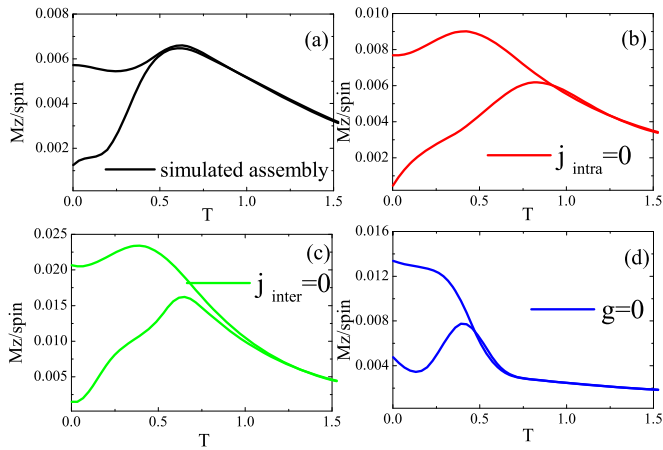 (a)
Mz/spin
0.008
0.006
0.004
0.002
simulated assembly
0.0
0.5
1.0
1.5
T
(b)
Mz/spin
0.010
0.008
0.006
0.004
0.002
j intra=0
0.0
0.5
1.0
1.5
T
(c)
Mz/spin
0.025
0.020
0.015
0.010
0.005
j inter=0
0.0
0.5
1.0
1.5
T
(d)
Mz/spin
0.016
0.012
0.008
0.004
g=0
0.0
0.5
1.0
1.5
T